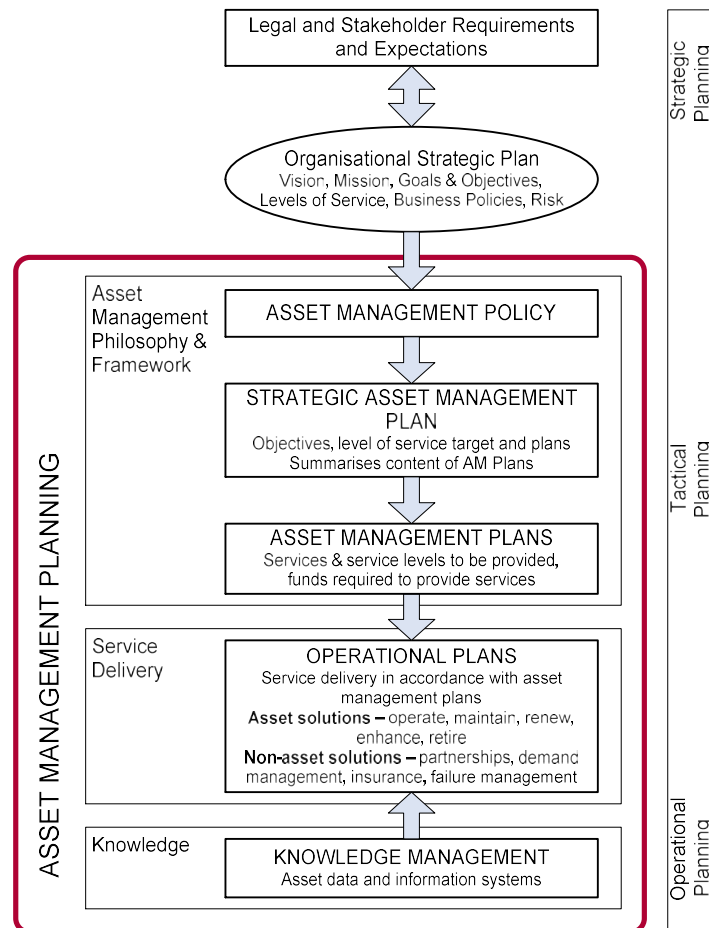 Legal and Stakeholder Requirements
and Expectations
Strategic
Planning
Organisational Strategic Plan
Vision, Mission, Goals & Objectives,
Levels of Service, Business Policies, Risk
Asset
Management
Philosophy &
Framework
ASSET MANAGEMENT POLICY
STRATEGIC ASSET MANAGEMENT
PLAN
Objectives, level of service target and plans
Summarises content of AM Plans
Tactical
Planning
ASSET MANAGEMENT PLANS
Services & service levels to be provided,
funds required to provide services
ASSET MANAGEMENT PLANNING
Service
Delivery
OPERATIONAL PLANS
Service delivery in accordance with asset
management plans
Asset solutions – operate, maintain, renew,
enhance, retire
Non-asset solutions – partnerships, demand
management, insurance, failure management
Knowledge
KNOWLEDGE MANAGEMENT
Asset data and information systems
Operational
Planning